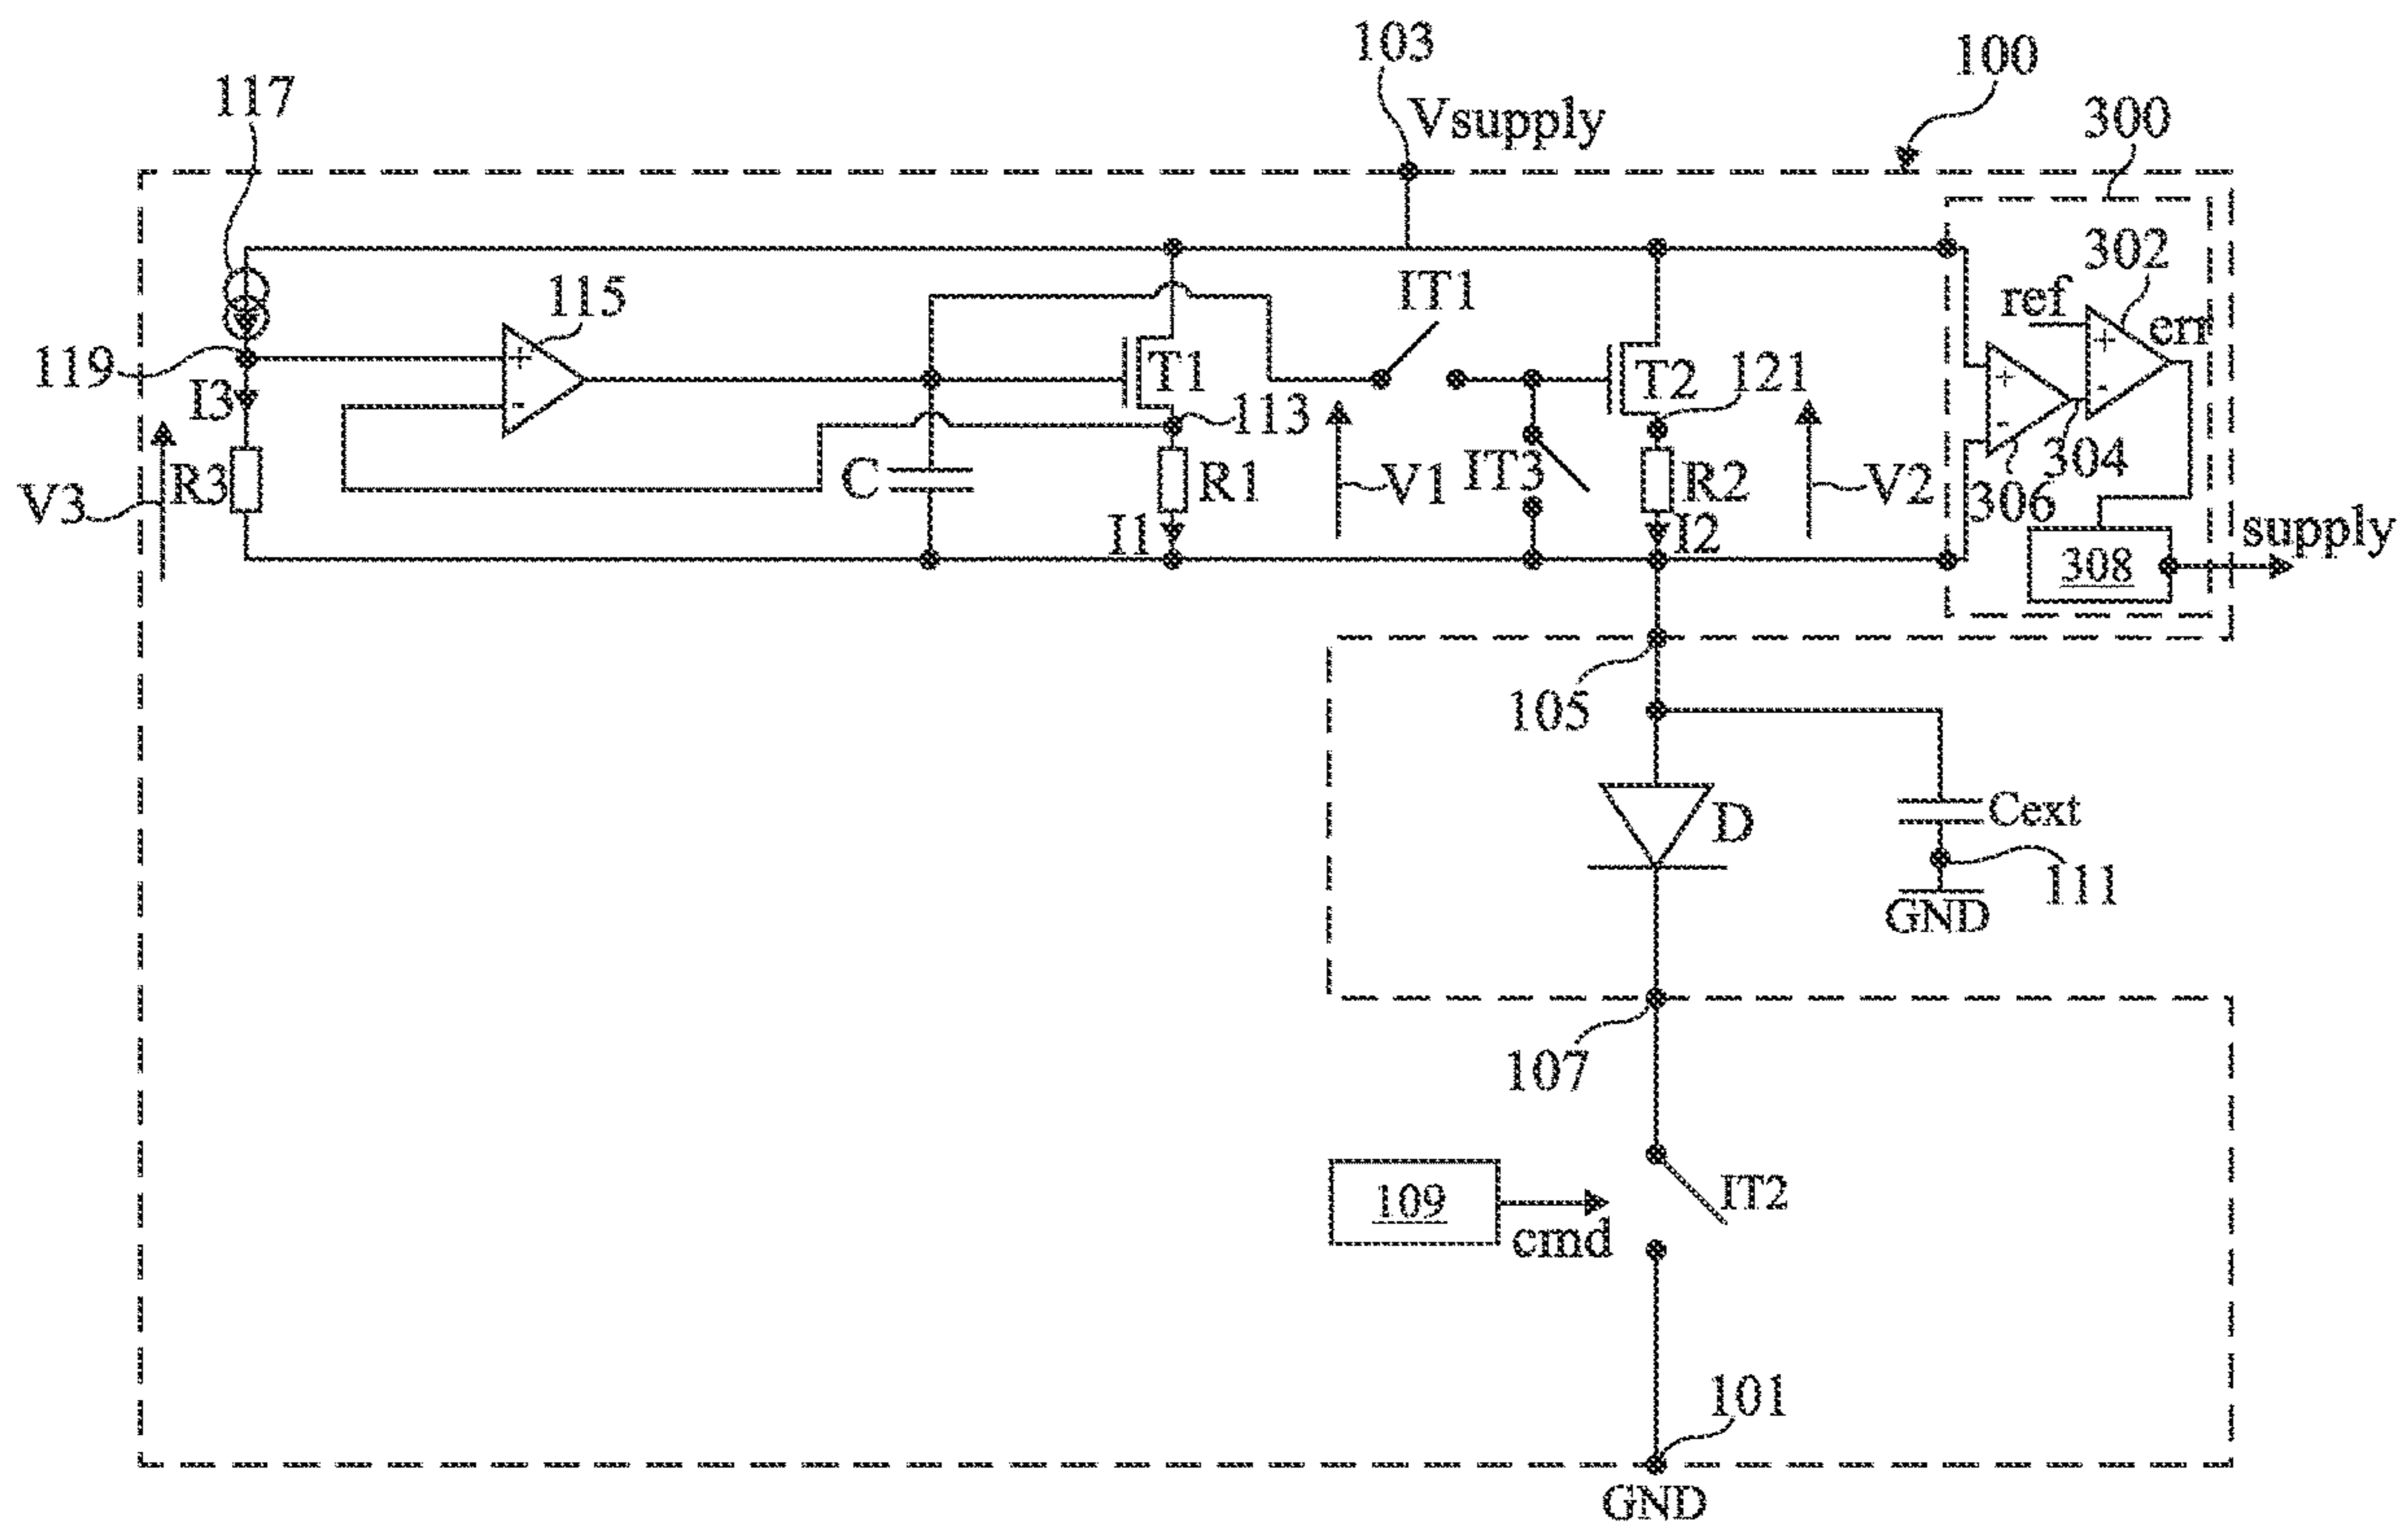 103
100
117
Vsupply
300
302
115
IT1
ref
err
119
+
T1
T2
121
+
+
I3
-
113
-
-
R3
C
R1
V1
IT3
R2
V2
304
V3
306
I1
I2
308
supply
105
D
Cext
111
GND
107
109
cmd
IT2
101
GND